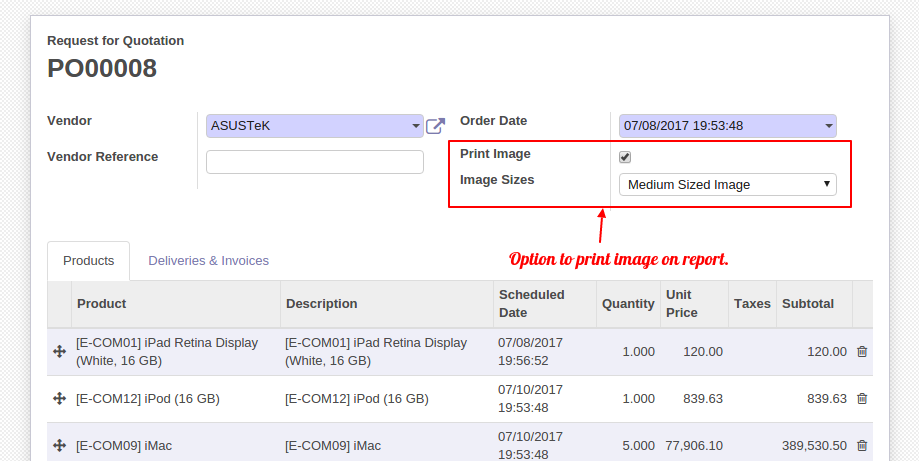 Request for Quotation
PO00008
Vendor ASUSTeK Order Date 07/08/2017 19:53:48
Vendor Reference Print Image
Image Sizes Medium Sized Image
Option to print image on report.
Products Deliveries & Invoices
Product Description Scheduled Date Quantity Unit Price Taxes Subtotal
[E-COM01] iPad Retina Display (White, 16 GB) [E-COM01] iPad Retina Display (White, 16 GB) 07/08/2017 19:56:52 1.000 120.00 120.00
[E-COM12] iPod (16 GB) [E-COM12] iPod (16 GB) 07/10/2017 19:53:48 1.000 839.63 839.63
[E-COM09] iMac [E-COM09] iMac 07/10/2017 19:53:48 5.000 77,906.10 389,530.50